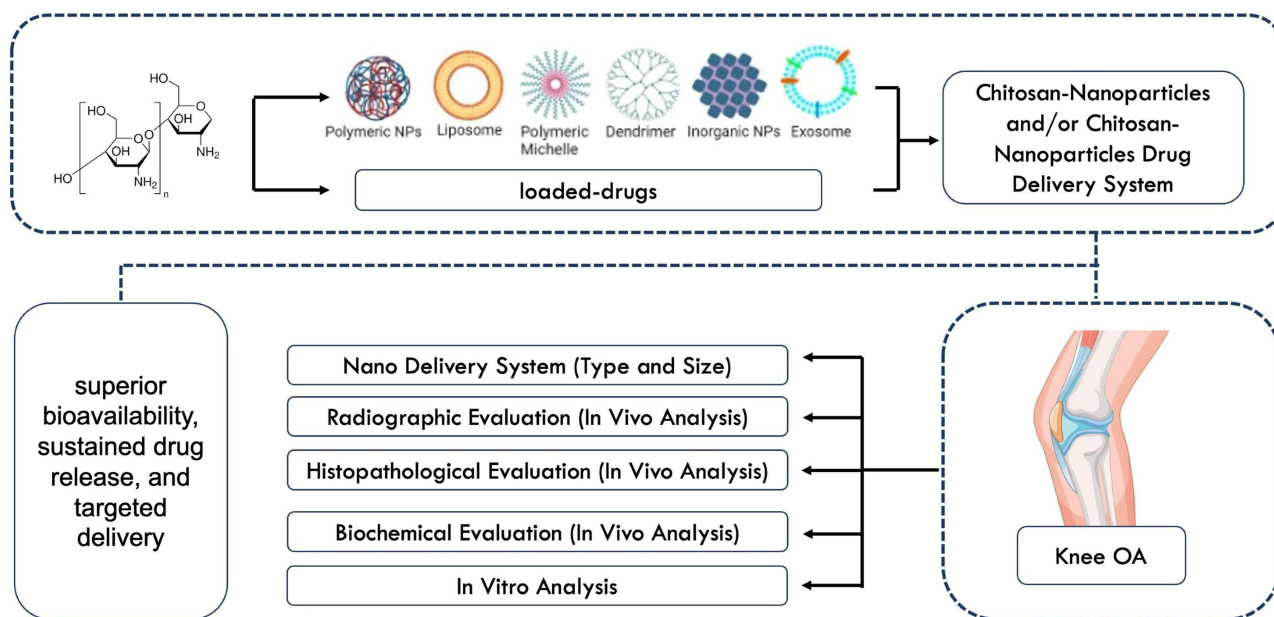 HO
O
HO
O
OH
NH2
O
OH
NH2
HO
n
Polymeric NPs
Liposome
Polymeric
Michelle
Dendrimer
Inorganic NPs
Exosome
loaded-drugs
Chitosan-Nanoparticles
and/or Chitosan-
Nanoparticles Drug
Delivery System
superior
bioavailability,
sustained drug
release, and
targeted
delivery
Nano Delivery System (Type and Size)
Radiographic Evaluation (In Vivo Analysis)
Histopathological Evaluation (In Vivo Analysis)
Biochemical Evaluation (In Vivo Analysis)
In Vitro Analysis
Knee OA